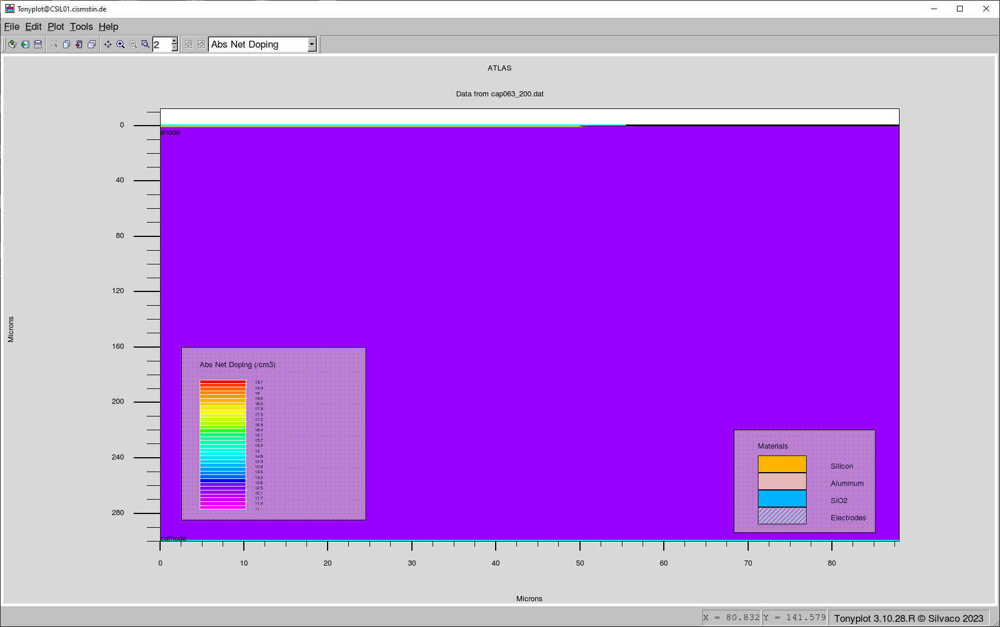 Tonyplot@CSIL01.cismstin.de
File Edit Plot Tools Help
2 Abs Net Doping
ATLAS
Data from cap063_200.dat
0
anode
40
80
120
Microns
160
Abs Net Doping (/cm3)
200
240
280
Materials
Silicon
Aluminum
SiO2
Electrodes
cathode
0 10 20 30 40 50 60 70 80
Microns
X = 80.832 Y = 141.579 Tonyplot 3.10.28.R © Silvaco 2023